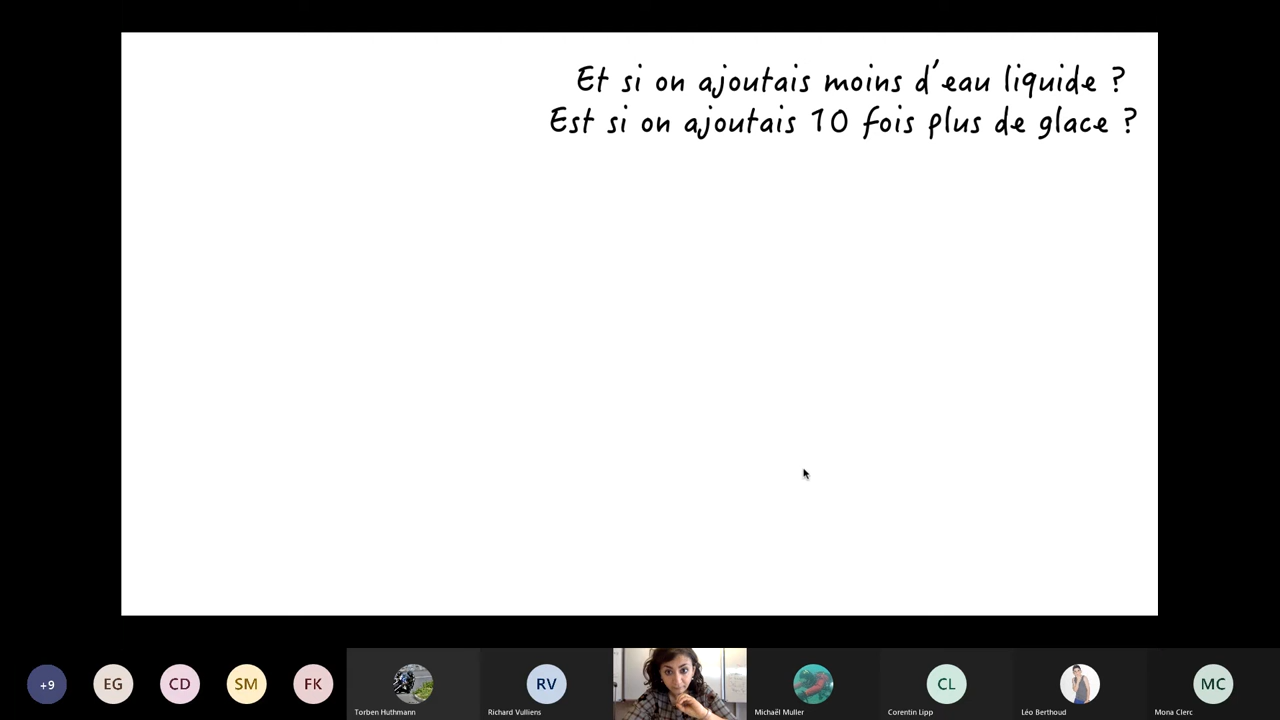 Et si on ajoutais moins d'eau liquide ?
Est si on ajoutais 10 fois plus de glace ?
+9
EG
CD
SM
FK
Torben Huthmann
RV
Richard Vulliens
Michaël Muller
CL
Corentin Lipp
Léo Berthoud
MC
Mona Clerc